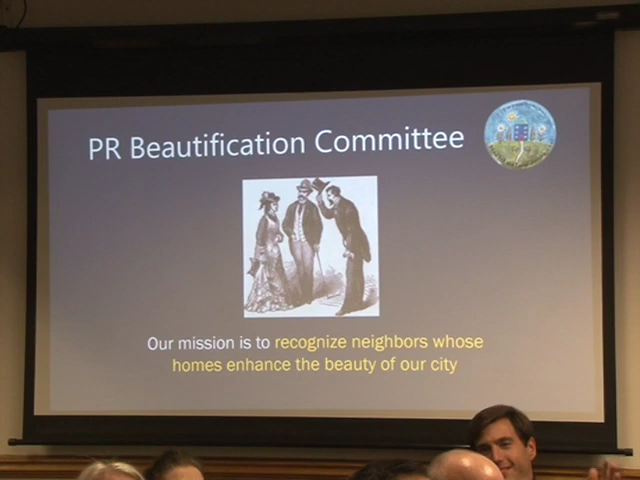 PR Beautification Committee
Our mission is to recognize neighbors whose
homes enhance the beauty of our city